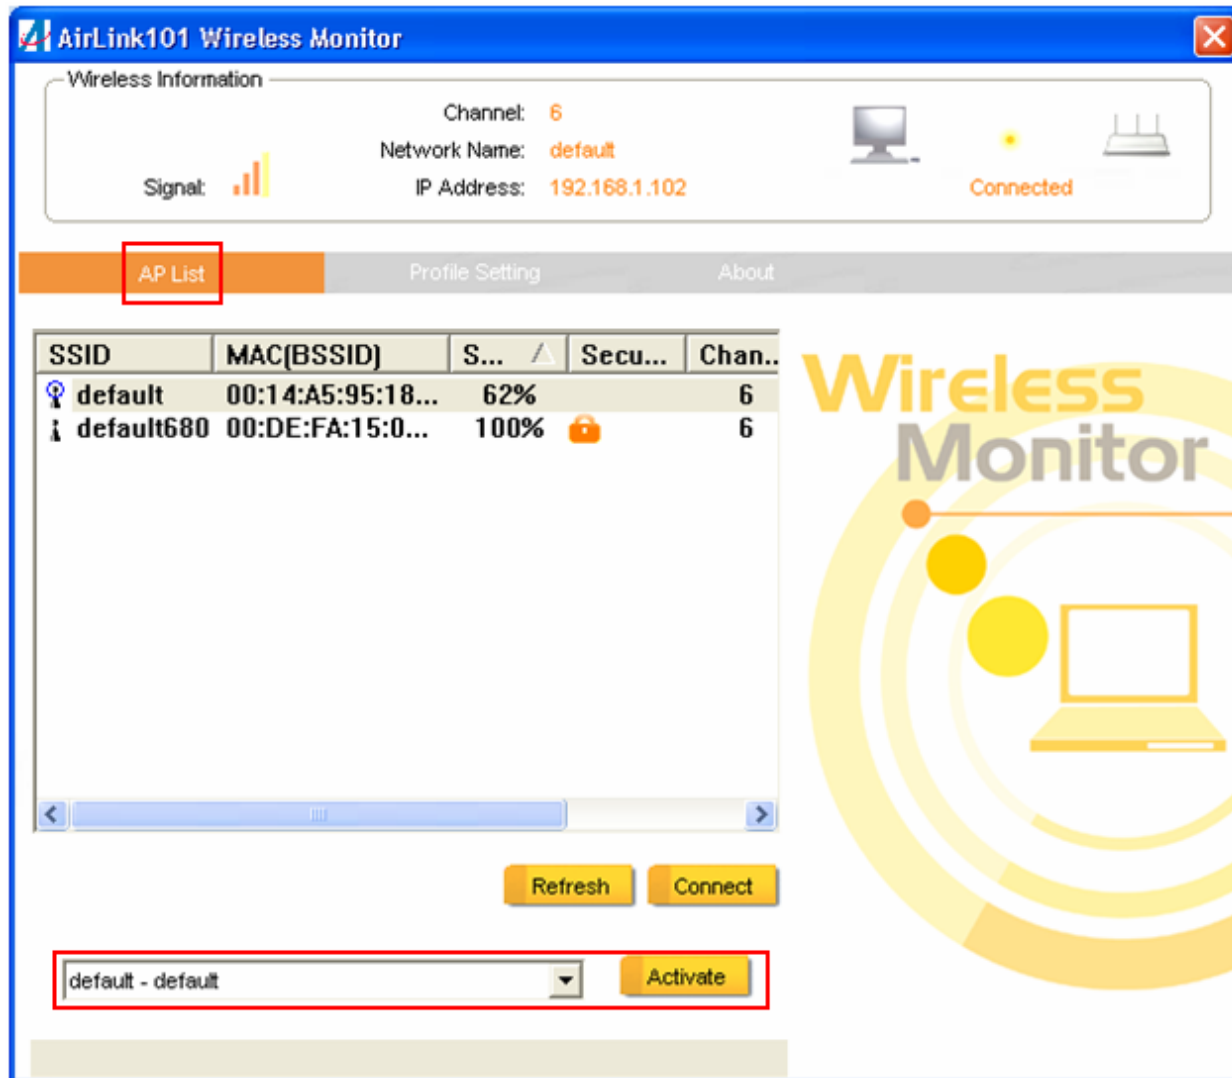 AirLink101 Wireless Monitor
Wireless Information
Channel: 6
Network Name: default
Signal: IP Address: 192.168.1.102
Connected
AP List Profile Setting About
SSID MAC(BSSID) S... Secu... Chan..
default 00:14:A5:95:18... 62% 6
default680 00:DE:FA:15:0... 100% 6
Wireless
Monitor
Refresh Connect
default - default Activate